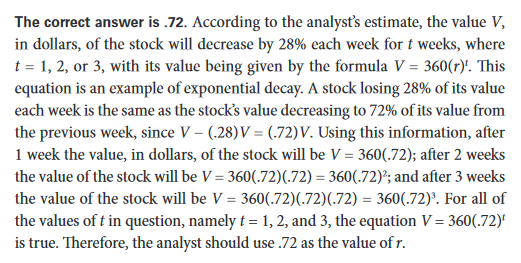 The correct answer is .72. According to the analyst's estimate, the value V,
in dollars, of the stock will decrease by 28% each week for t weeks, where
t = 1, 2, or 3, with its value being given by the formula V = 360(r)ᵗ. This
equation is an example of exponential decay. A stock losing 28% of its value
each week is the same as the stock's value decreasing to 72% of its value from
the previous week, since V – (.28)V = (.72)V. Using this information, after
1 week the value, in dollars, of the stock will be V = 360(.72); after 2 weeks
the value of the stock will be V = 360(.72)(.72) = 360(.72)²; and after 3 weeks
the value of the stock will be V = 360(.72)(.72)(.72) = 360(.72)³. For all of
the values of t in question, namely t = 1, 2, and 3, the equation V = 360(.72)ᵗ
is true. Therefore, the analyst should use .72 as the value of r.